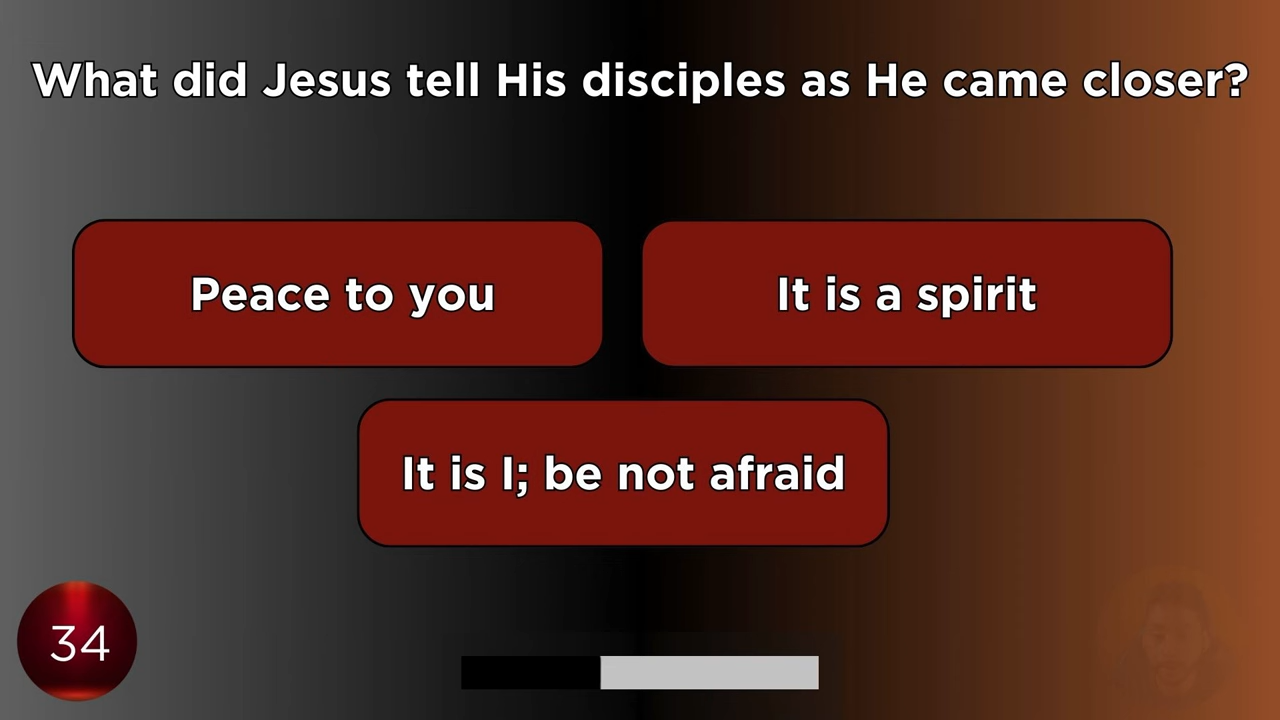 What did Jesus tell His disciples as He came closer?
Peace to you
It is a spirit
It is I; be not afraid
34